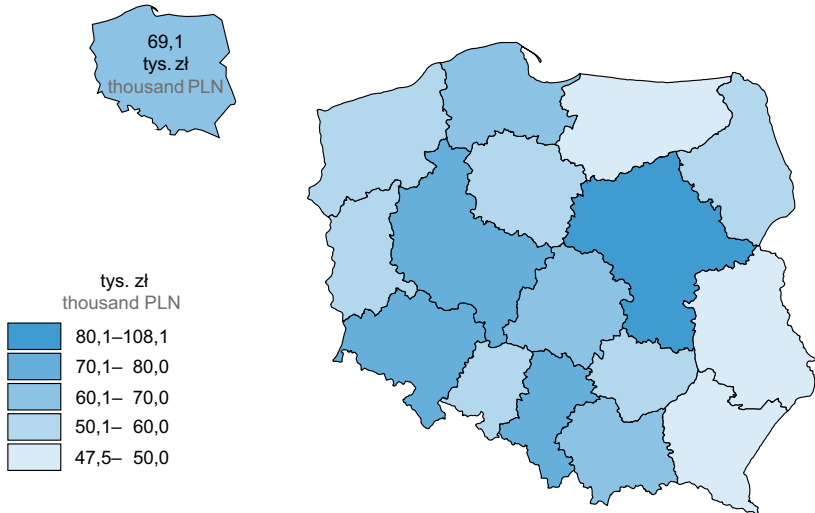 69,1
tys. zł
thousand PLN
tys. zł
thousand PLN
80,1–108,1
70,1– 80,0
60,1– 70,0
50,1– 60,0
47,5– 50,0